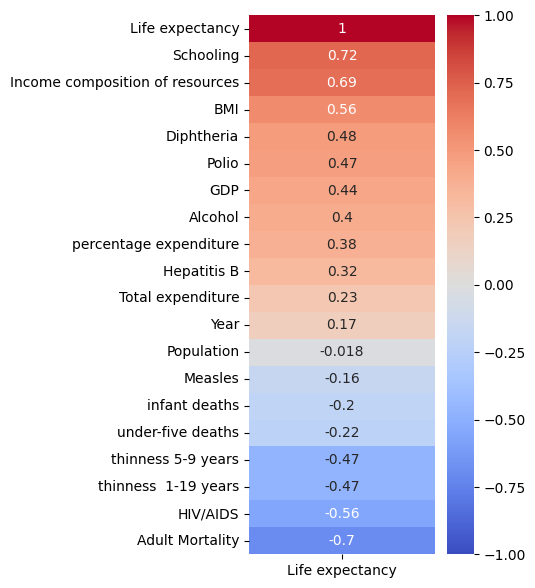 Life expectancy 1
Schooling 0.72
Income composition of resources 0.69
BMI 0.56
Diphtheria 0.48
Polio 0.47
GDP 0.44
Alcohol 0.4
percentage expenditure 0.38
Hepatitis B 0.32
Total expenditure 0.23
Year 0.17
Population -0.018
Measles -0.16
infant deaths -0.2
under-five deaths -0.22
thinness 5-9 years -0.47
thinness  1-19 years -0.47
HIV/AIDS -0.56
Adult Mortality -0.7
Life expectancy
1.00
0.75
0.50
0.25
0.00
−0.25
−0.50
−0.75
−1.00